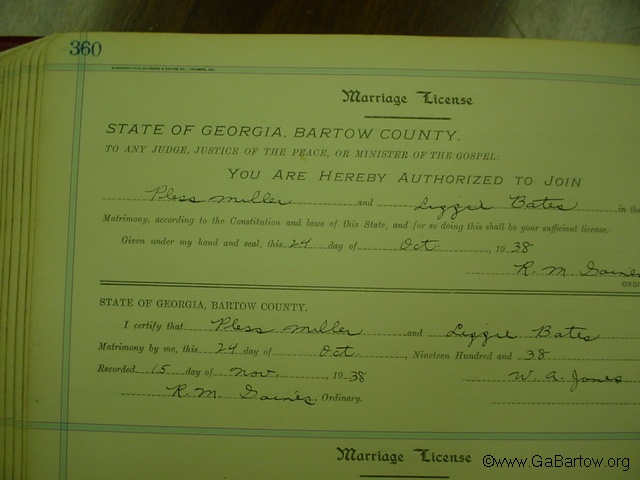 360
Marriage License
STATE OF GEORGIA, BARTOW COUNTY.
TO ANY JUDGE, JUSTICE OF THE PEACE, OR MINISTER OF THE GOSPEL:
YOU ARE HEREBY AUTHORIZED TO JOIN
Pless Miller and Lizzie Bates in the
Matrimony, according to the Constitution and laws of this State, and for so doing this shall be your sufficient license.
Given under my hand and seal, this 24 day of Oct. , 1938
R. M. Gaines
ORDI
STATE OF GEORGIA, BARTOW COUNTY.
I certify that Pless Miller and Lizzie Bates
Matrimony by me, this 24 day of Oct. , Nineteen Hundred and 38
Recorded 15 day of Nov. , 1938 W. A. Jones
R. M. Gaines, Ordinary.
Marriage License
©www.GaBartow.org